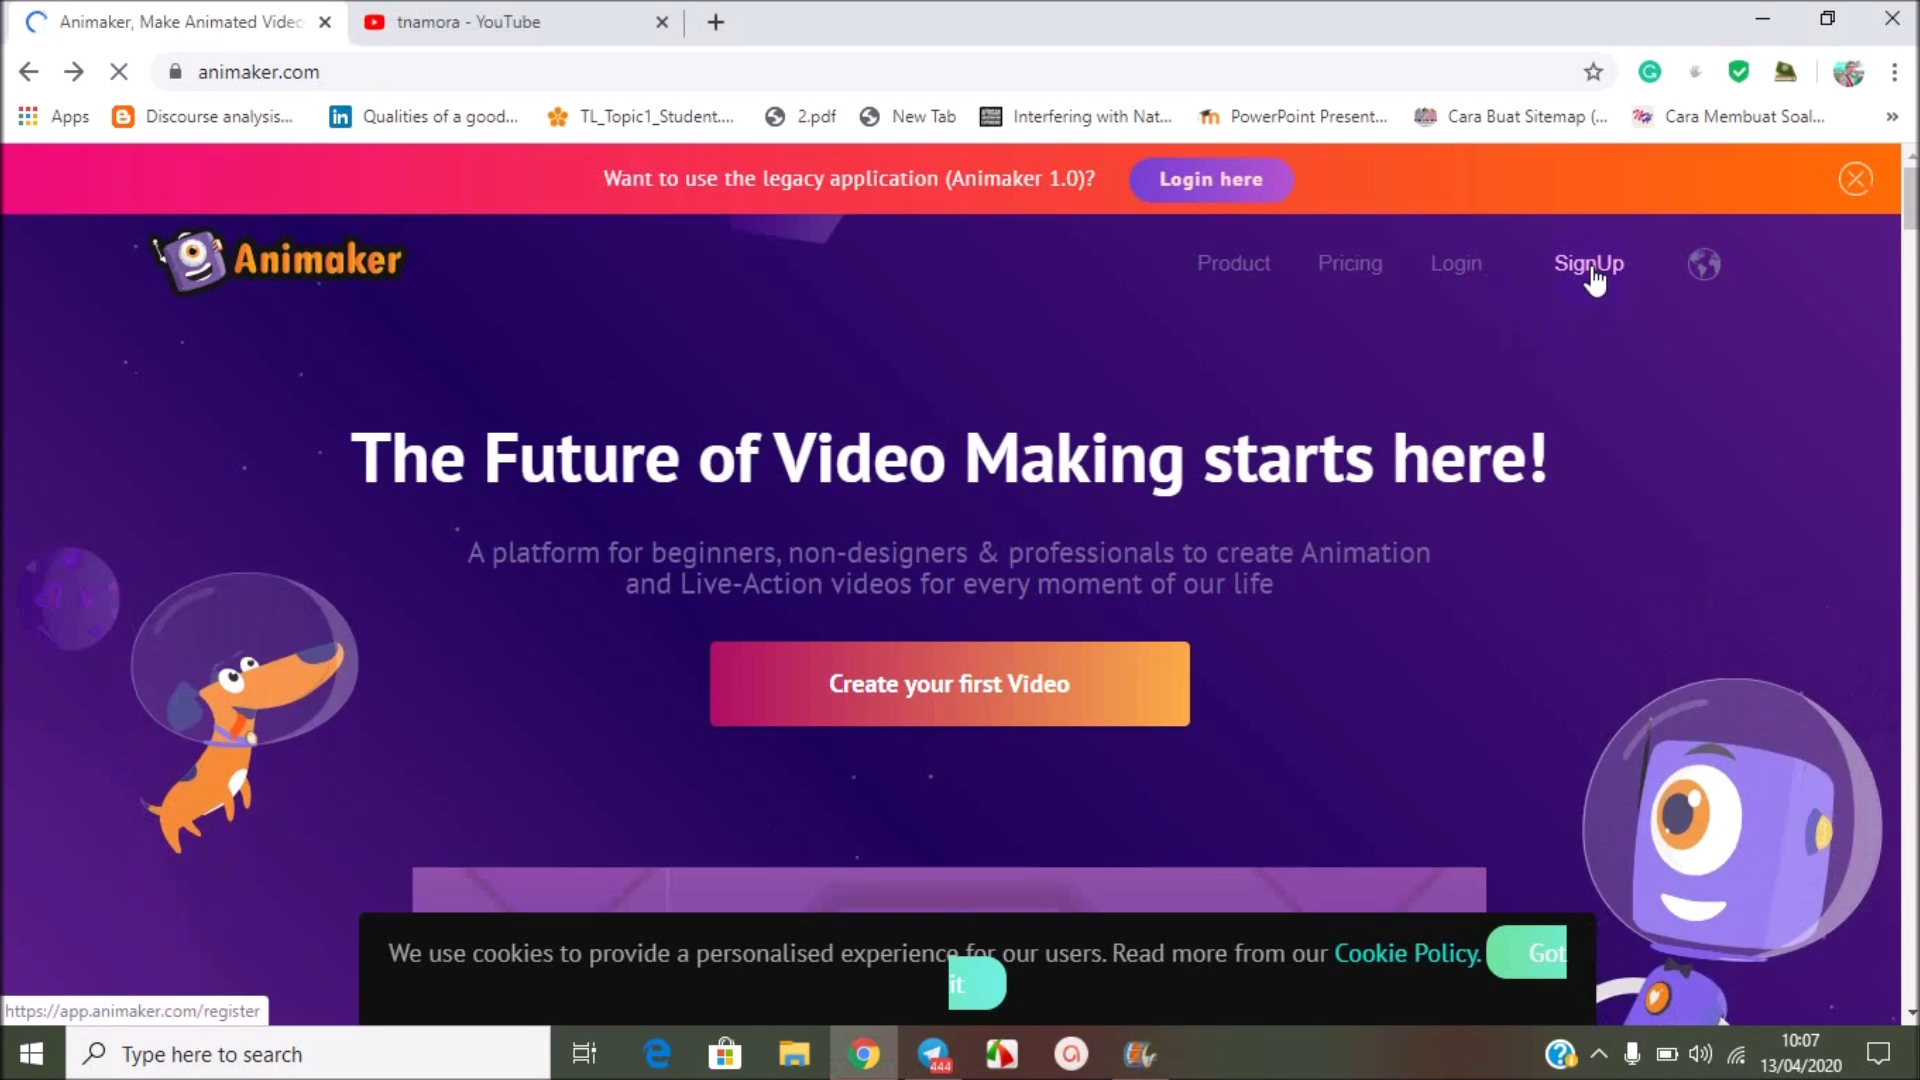 Animaker, Make Animated Video
tnamora - YouTube
animaker.com
Apps
Discourse analysis...
in
Qualities of a good...
TL_Topic1_Student....
2.pdf
New Tab
Interfering with Nat...
PowerPoint Present...
Cara Buat Sitemap (...
Cara Membuat Soal...
»
Want to use the legacy application (Animaker 1.0)?
Login here
Animaker
Product
Pricing
Login
SignUp
The Future of Video Making starts here!
A platform for beginners, non-designers & professionals to create Animation
and Live-Action videos for every moment of our life
Create your first Video
We use cookies to provide a personalised experience for our users. Read more from our Cookie Policy. Got
it
https://app.animaker.com/register
Type here to search
444
10:07
13/04/2020